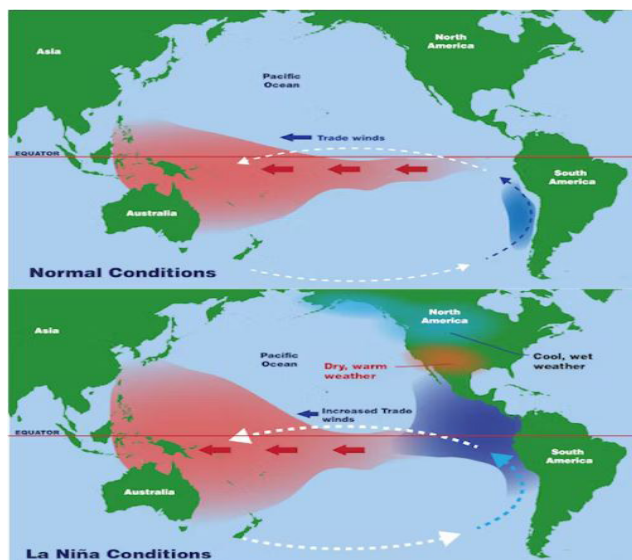 Asia
North
America
Pacific
Ocean
Trade winds
EQUATOR
South
America
Australia
Normal Conditions
Asia
North
America
Pacific
Ocean
Dry, warm
weather
Cool, wet
weather
Increased Trade
winds
EQUATOR
South
America
Australia
La Niña Conditions